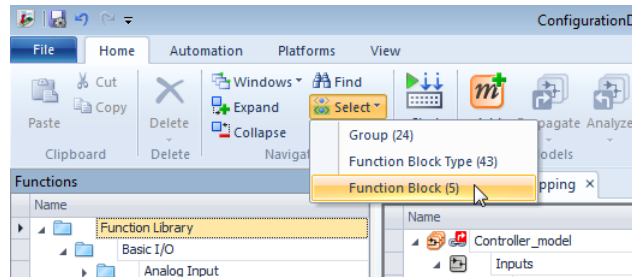 ConfigurationD
File Home Automation Platforms View
Cut
Copy
Paste
Clipboard
Delete
Delete
Windows
Expand
Collapse
Find
Select
Navigat
Group (24)
Function Block Type (43)
Function Block (5)
pagate Analyze
odels
Functions
pping ×
Name
Function Library
Basic I/O
Analog Input
Name
Controller_model
Inputs